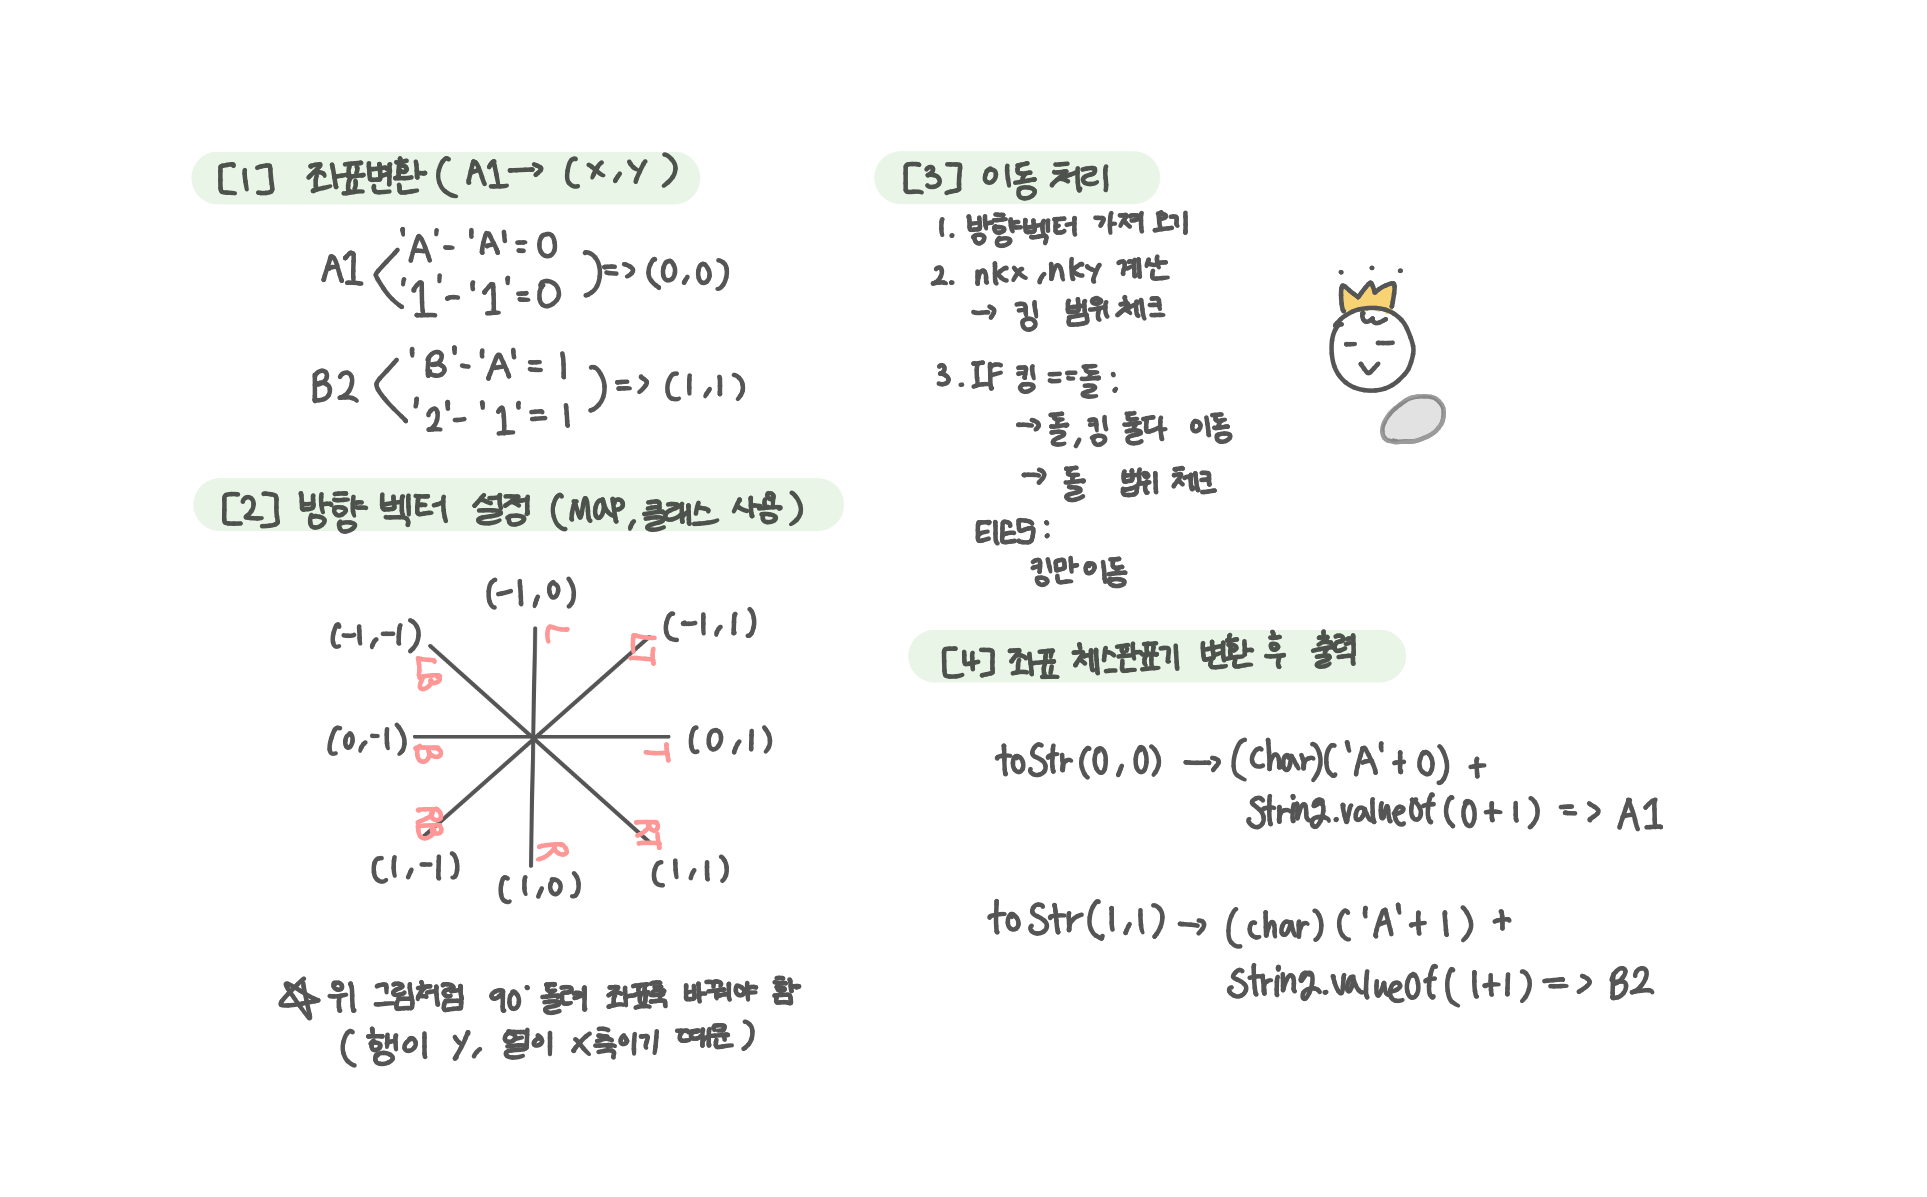 [1] 좌표변환 ( A1 → (x,y)
A1 < 'A' - 'A' = 0
'1' - '1' = 0 ) => (0,0)
B2 < 'B' - 'A' = 1
'2' - '1' = 1 ) => (1,1)
[2] 방향 벡터 설정 (MAP, 클래스 사용)
(-1,0)
L
(-1,-1)
LB
(-1,1)
LT
(0,-1)
B
(0,1)
T
RB
(1,-1)
R
(1,0)
RT
(1,1)
☆ 위 그림처럼 90° 돌려 좌표축 바꿔야 함
(행이 Y, 열이 X축이기 때문)
[3] 이동 처리
1. 방향벡터 가져오기
2. nkx, nky 계산
→ 킹 범위체크
3. IF 킹 == 돌 :
→ 돌, 킹 둘다 이동
→ 돌 범위 체크
ElES :
킹만 이동
[4] 좌표 체스판표기 변환 후 출력
toStr(0,0) → (char)('A' + 0) +
String.valueOf(0+1) => A1
toStr(1,1) → (char)('A' + 1) +
String.valueOf(1+1) => B2